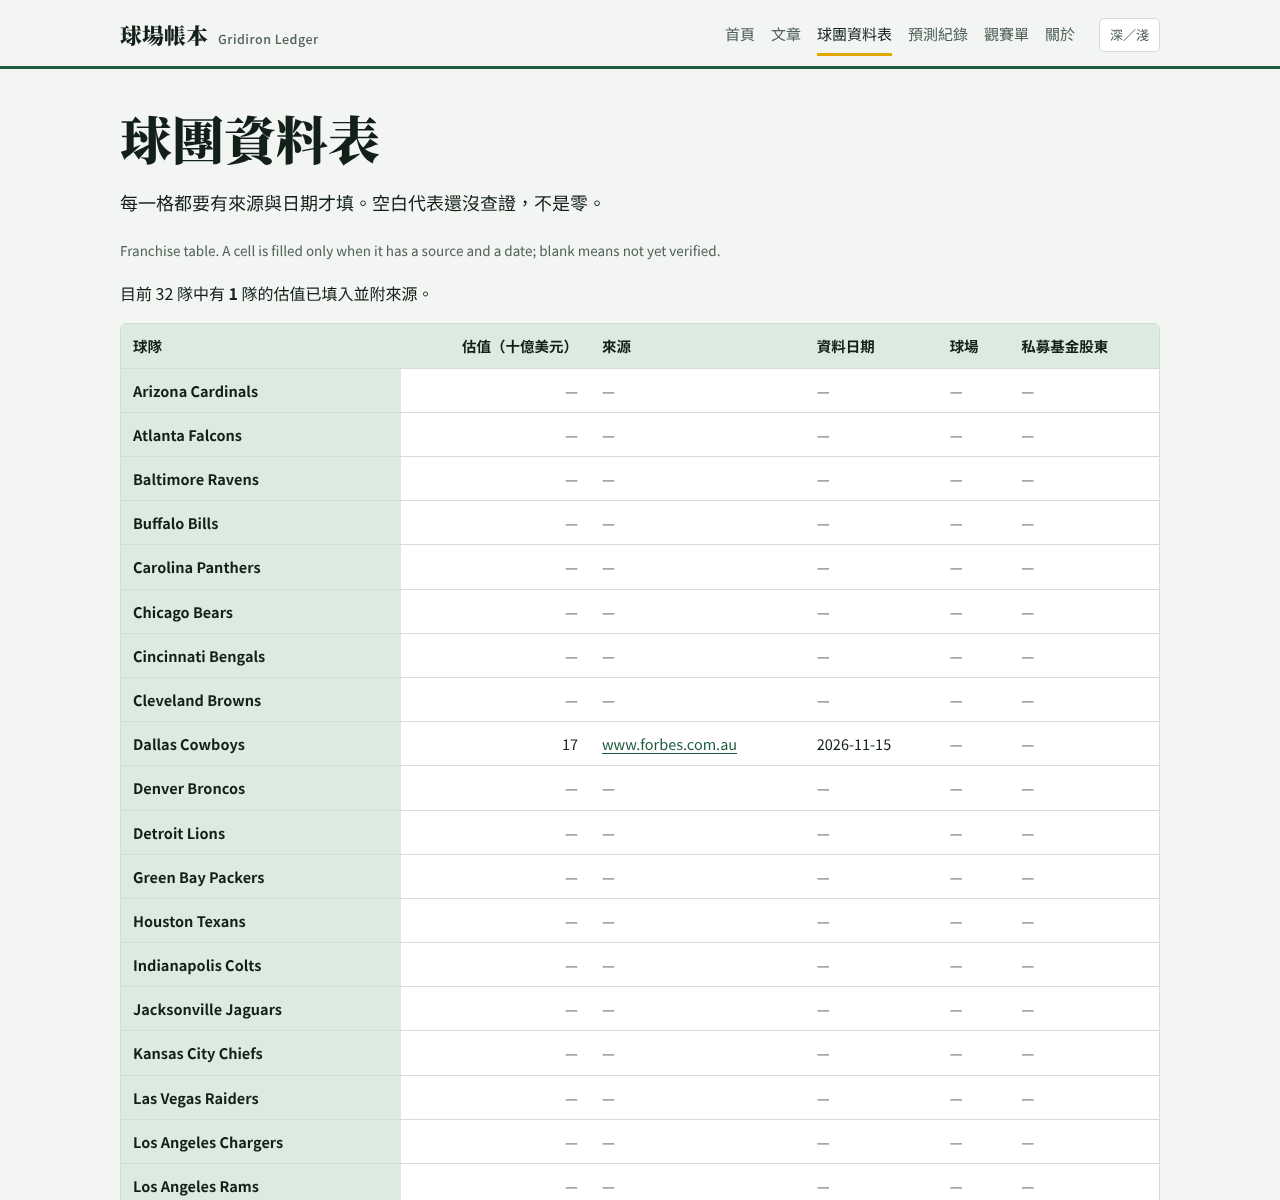 球場帳本 Gridiron Ledger
首頁 文章 球團資料表 預測紀錄 觀賽單 關於 深／淺
球團資料表
每一格都要有來源與日期才填。空白代表還沒查證，不是零。
Franchise table. A cell is filled only when it has a source and a date; blank means not yet verified.
目前 32 隊中有 1 隊的估值已填入並附來源。
球隊 估值（十億美元） 來源 資料日期 球場 私募基金股東
Arizona Cardinals — — — — —
Atlanta Falcons — — — — —
Baltimore Ravens — — — — —
Buffalo Bills — — — — —
Carolina Panthers — — — — —
Chicago Bears — — — — —
Cincinnati Bengals — — — — —
Cleveland Browns — — — — —
Dallas Cowboys 17 www.forbes.com.au 2026-11-15 — —
Denver Broncos — — — — —
Detroit Lions — — — — —
Green Bay Packers — — — — —
Houston Texans — — — — —
Indianapolis Colts — — — — —
Jacksonville Jaguars — — — — —
Kansas City Chiefs — — — — —
Las Vegas Raiders — — — — —
Los Angeles Chargers — — — — —
Los Angeles Rams — — — — —